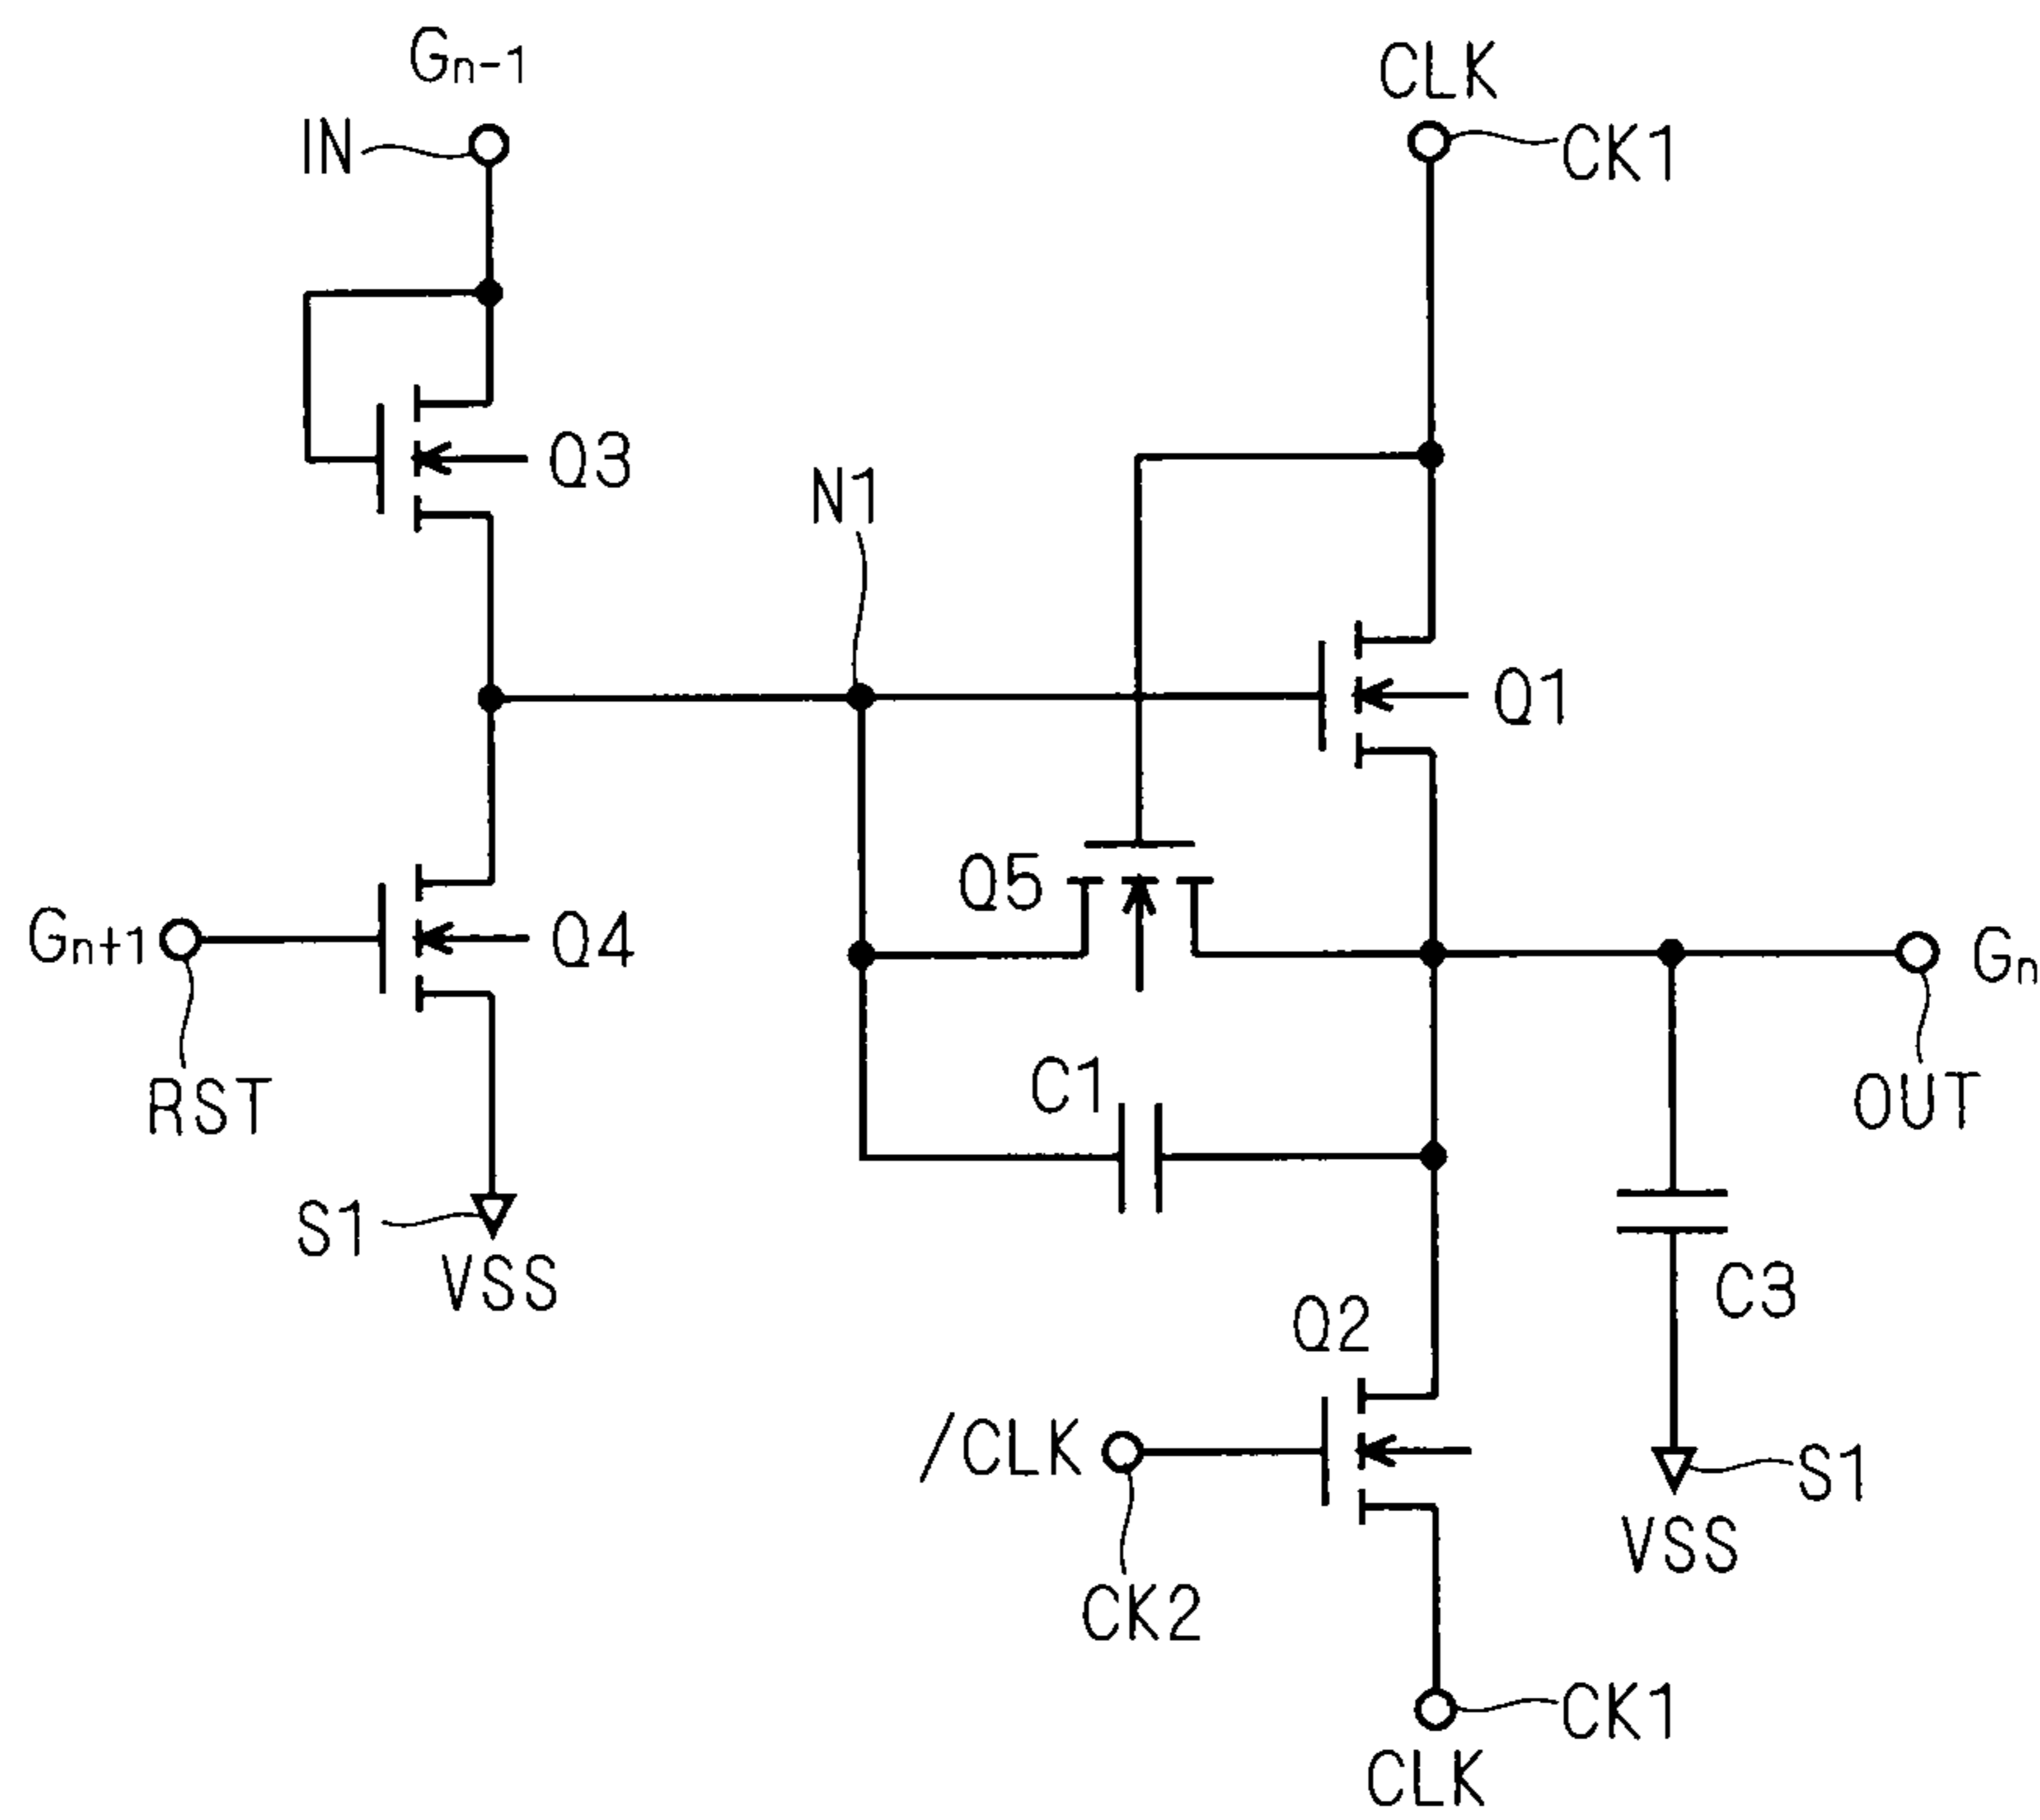 Gn-1
CLK
IN
CK1
Q3
N1
Q1
Q5
Gn+1
Q4
Gn
C1
RST
OUT
S1
VSS
C3
Q2
/CLK
S1
VSS
CK2
CK1
CLK